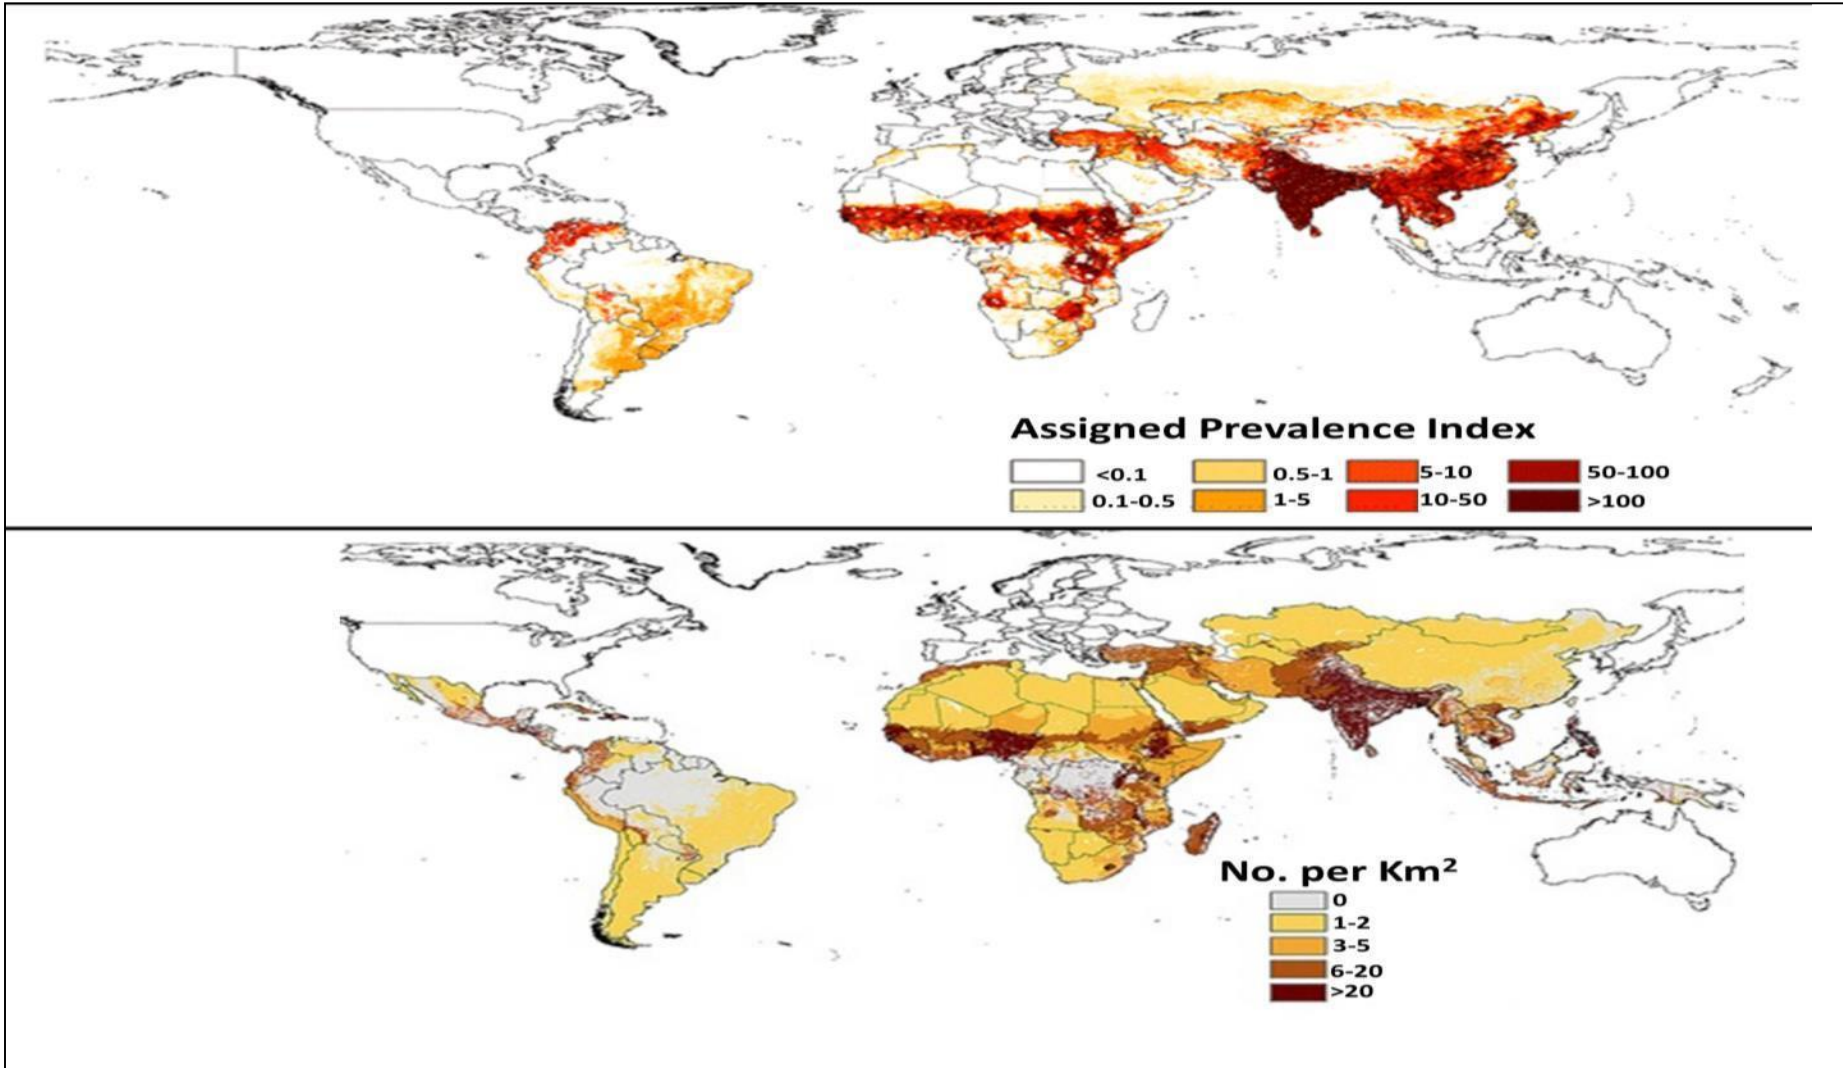 Assigned Prevalence Index
<0.1 0.5-1 5-10 50-100
0.1-0.5 1-5 10-50 >100
No. per Km²
0
1-2
3-5
6-20
>20